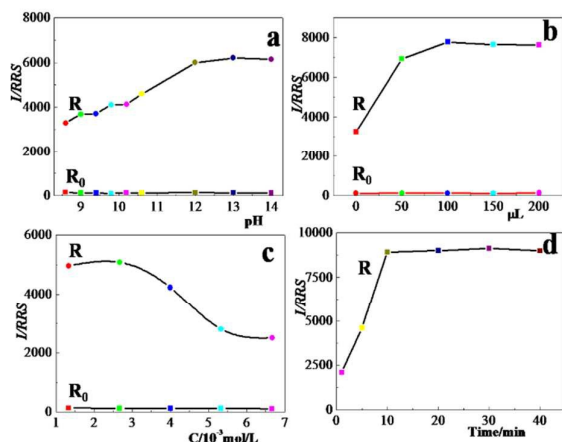 a
I/RRS
8000
6000
4000
2000
0
R
R₀
9 10 11 12 13 14
pH
b
I/RRS
8000
6000
4000
2000
0
R
R₀
0 50 100 150 200
μL
c
I/RRS
6000
4000
2000
0
R
R₀
1 2 3 4 5 6 7
C/10⁻³mol/L
d
I/RRS
10000
7500
5000
2500
0
R
0 10 20 30 40
Time/min